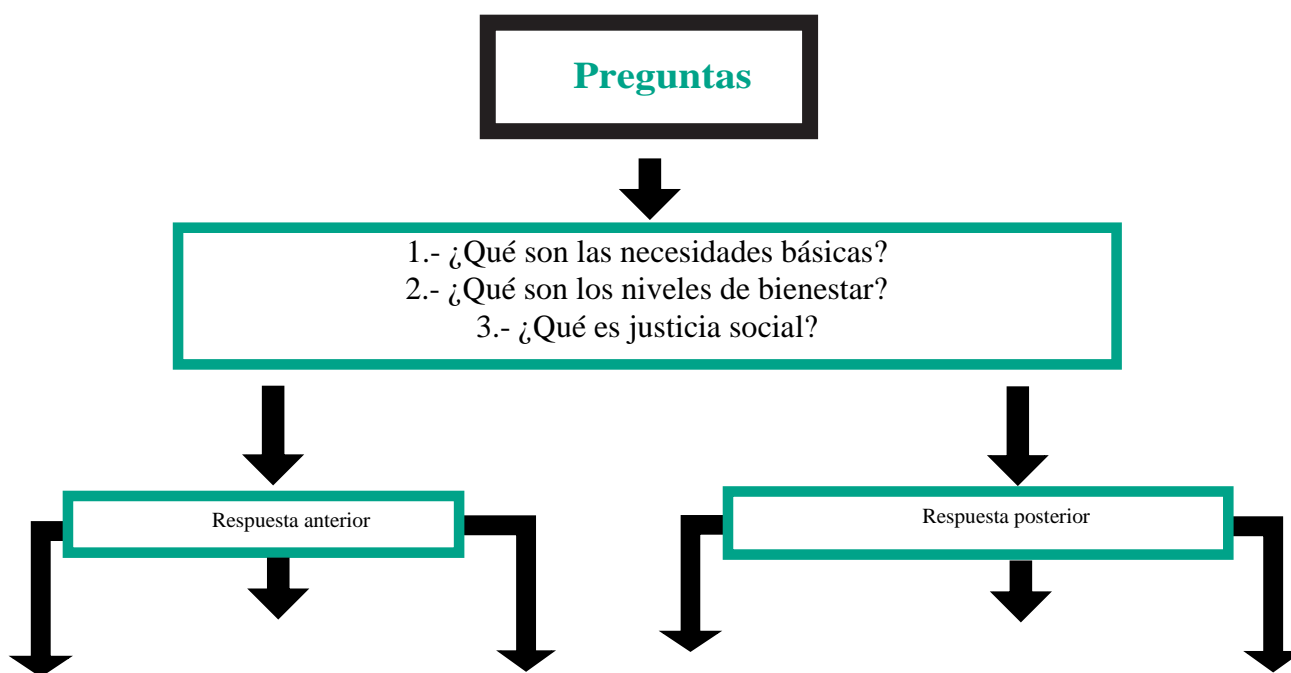 Preguntas
1.- ¿Qué son las necesidades básicas?
2.- ¿Qué son los niveles de bienestar?
3.- ¿Qué es justicia social?
Respuesta anterior
Respuesta posterior